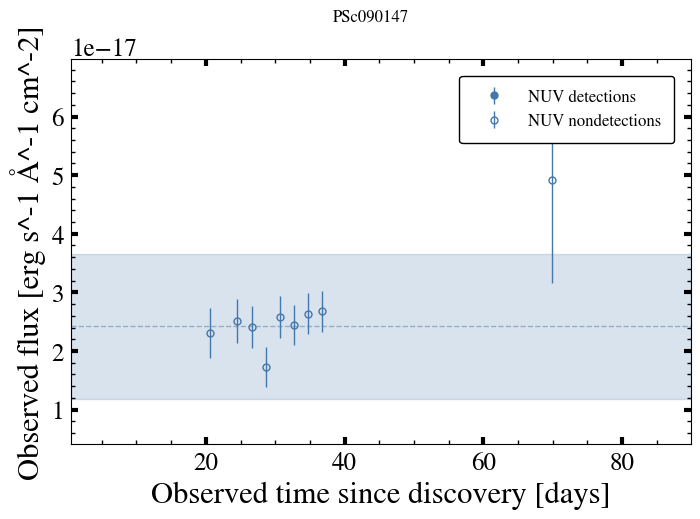 PSc090147
1e−17
Observed flux [erg s^-1 Å^-1 cm^-2]
6
5
4
3
2
1
NUV detections
NUV nondetections
20 40 60 80
Observed time since discovery [days]